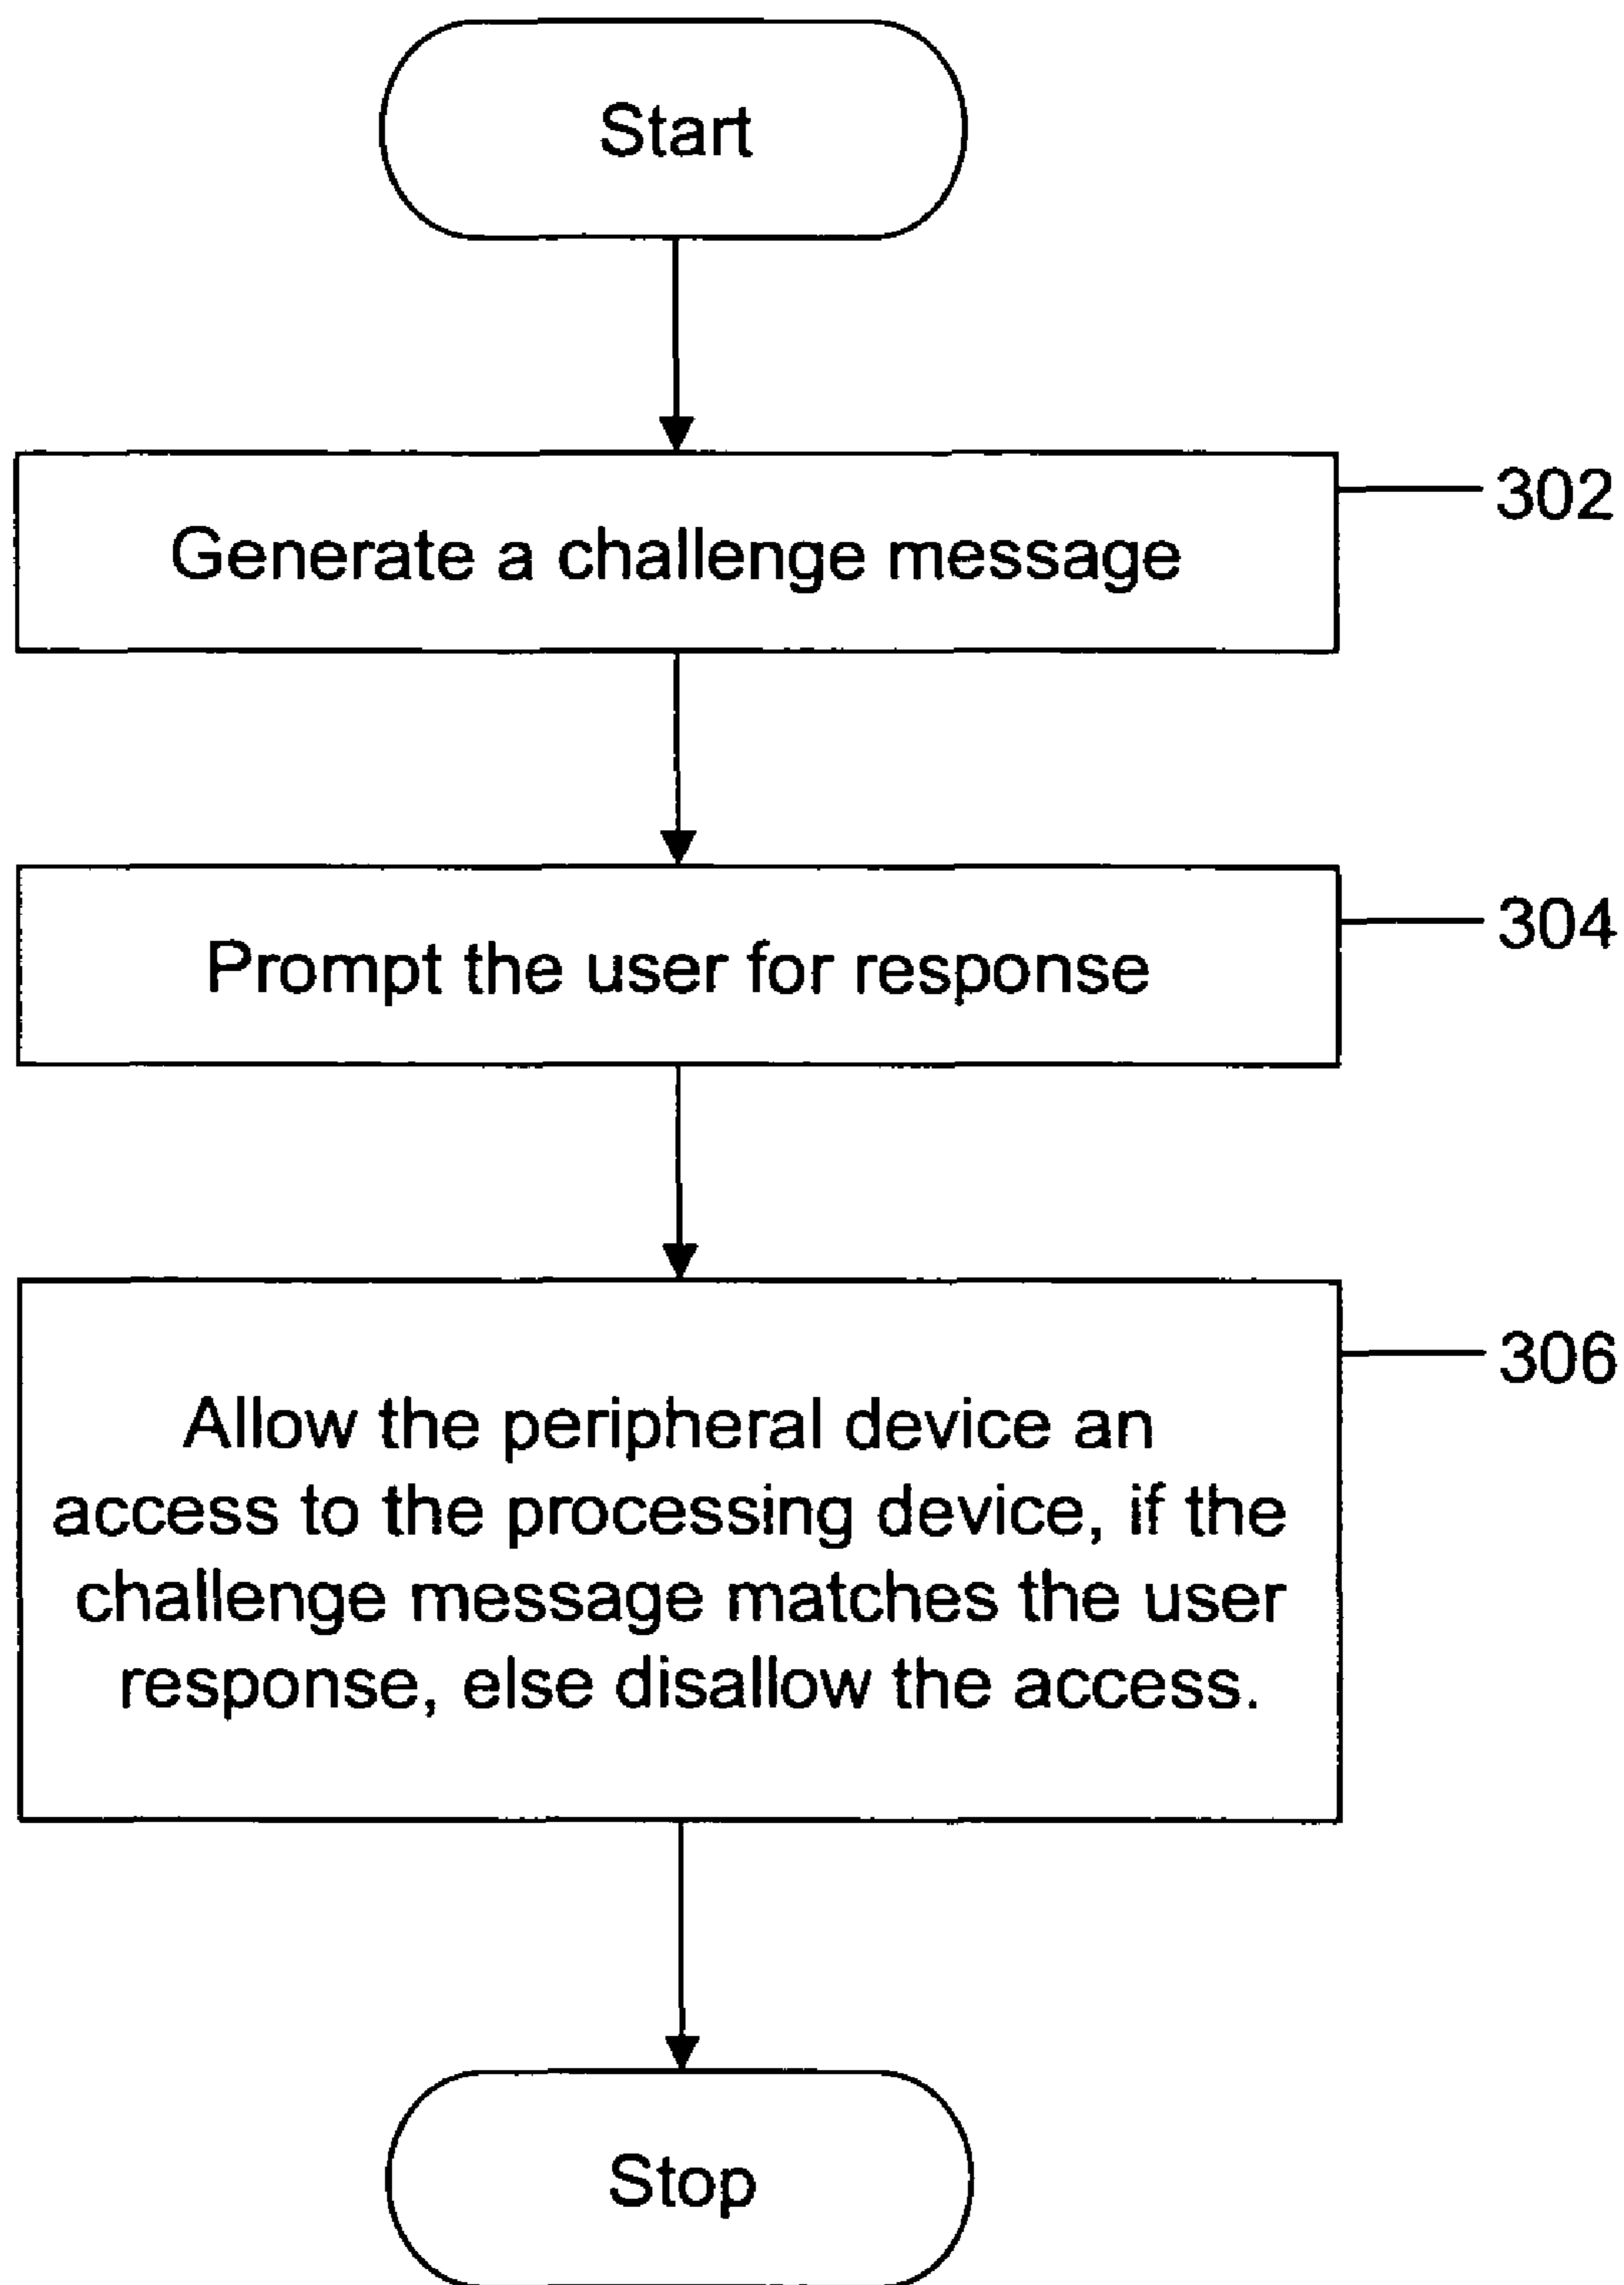 Start
302
Generate a challenge message
304
Prompt the user for response
306
Allow the peripheral device an
access to the processing device, if the
challenge message matches the user
response, else disallow the access.
Stop